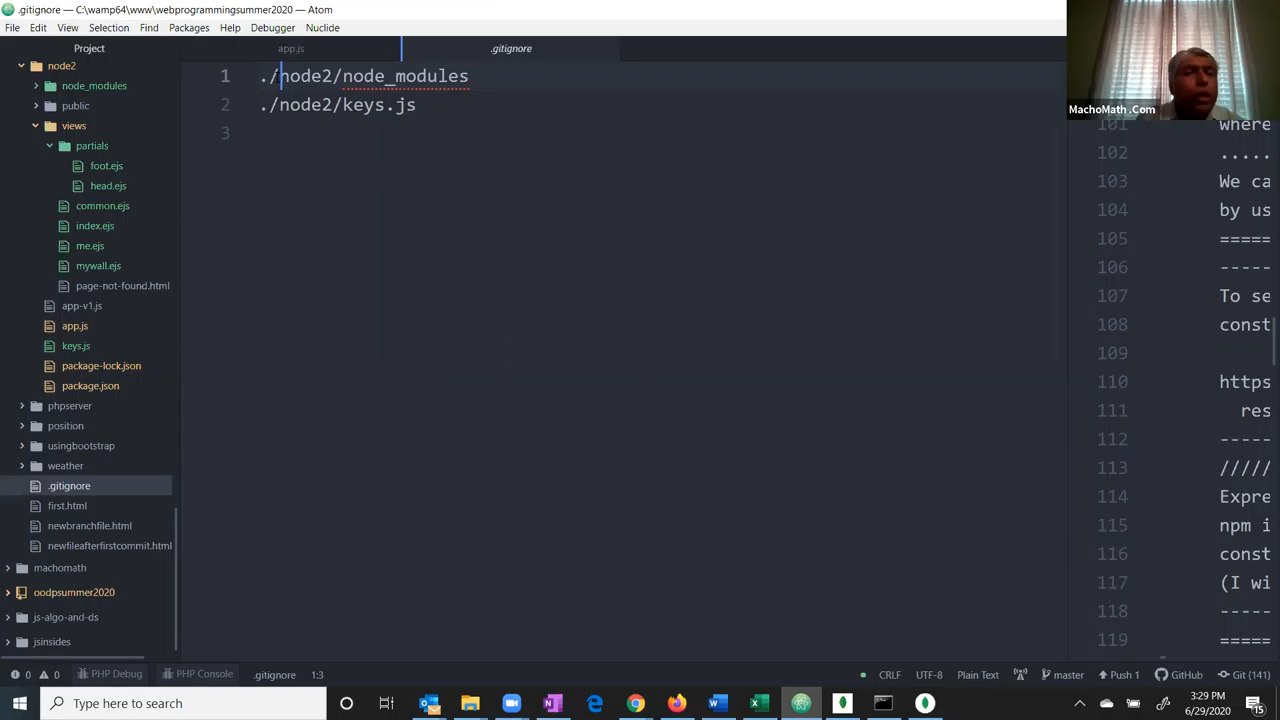 .gitignore — C:\wamp64\www\webprogrammingsummer2020 — Atom
File Edit View Selection Find Packages Help Debugger Nuclide
Project
app.js
.gitignore
node2
node_modules
public
views
partials
foot.ejs
head.ejs
common.ejs
index.ejs
me.ejs
mywall.ejs
page-not-found.html
app-v1.js
app.js
keys.js
package-lock.json
package.json
phpserver
position
usingbootstrap
weather
.gitignore
first.html
newbranchfile.html
newfileafterfirstcommit.html
machomath
oodpsummer2020
js-algo-and-ds
jsinsides
1 ./node2/node_modules
2 ./node2/keys.js
3
MachoMath .Com
101 where
102 .....
103 We ca
104 by us
105 =====
106 -----
107 To se
108 const
109
110 https
111 res
112 -----
113 /////
114 Expre
115 npm i
116 const
117 (I wi
118 -----
119 =====
0 0 PHP Debug PHP Console .gitignore 1:3
CRLF UTF-8 Plain Text master Push 1 GitHub Git (141)
Type here to search
3:29 PM
6/29/2020
15